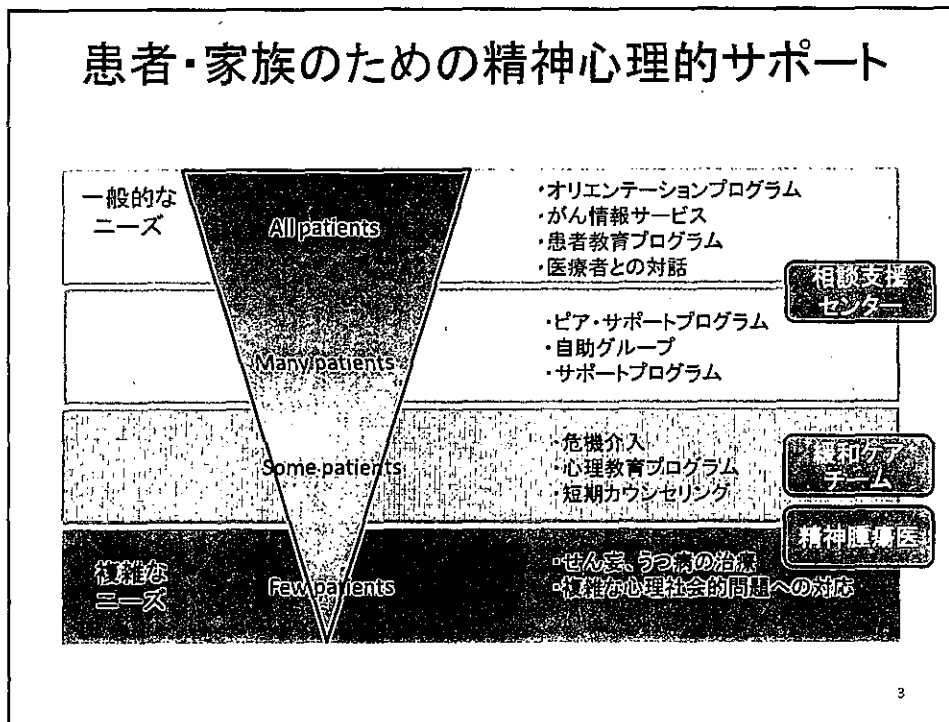 患者・家族のための精神心理的サポート
一般的な
ニーズ
All patients
・オリエンテーションプログラム
・がん情報サービス
・患者教育プログラム
・医療者との対話
相談支援
センター
Many patients
・ピア・サポートプログラム
・自助グループ
・サポートプログラム
Some patients
・危機介入
・心理教育プログラム
・短期カウンセリング
緩和ケア
チーム
精神腫瘍医
複雑な
ニーズ
Few patients
・せん妄、うつ病の治療
・複雑な心理社会的問題への対応
3